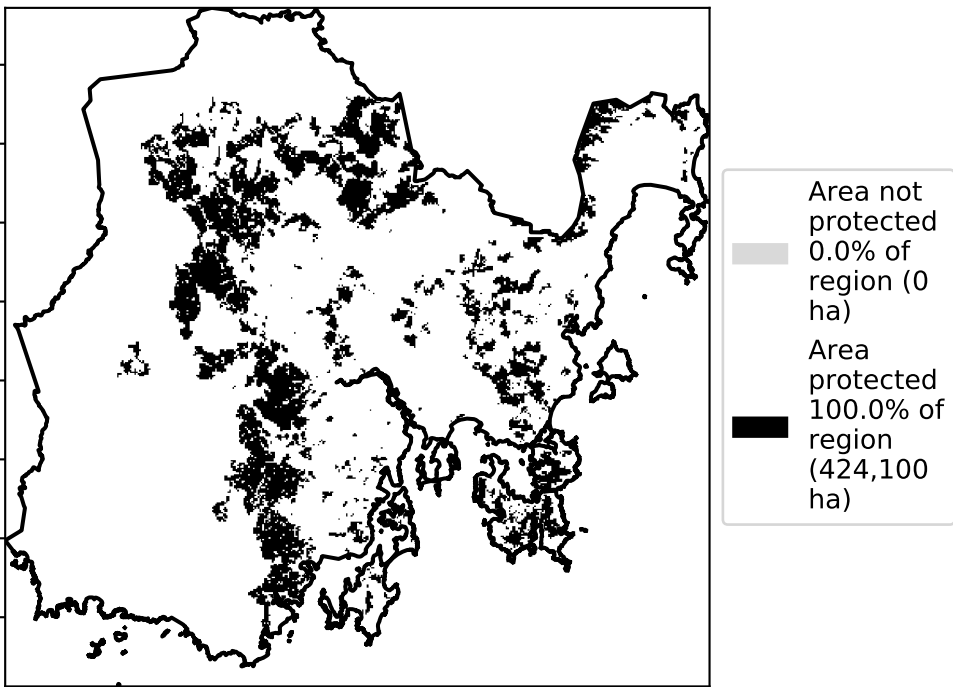 Area not
protected
0.0% of
region (0
ha)
Area
protected
100.0% of
region
(424,100
ha)